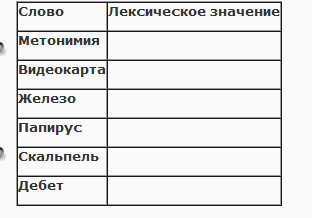 Слово Лексическое значение
Метонимия
Видеокарта
Железо
Папирус
Скальпель
Дебет